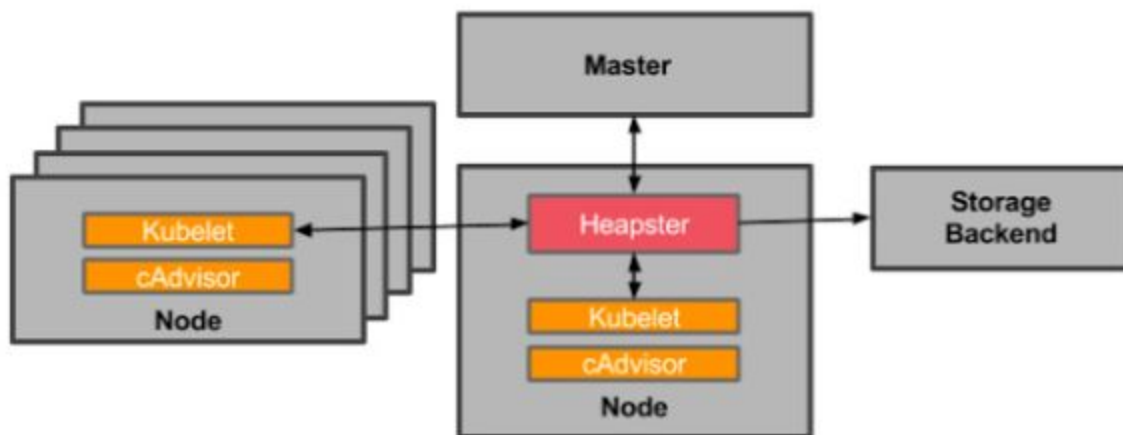 Master
Kubelet
cAdvisor
Node
Heapster
Kubelet
cAdvisor
Node
Storage
Backend